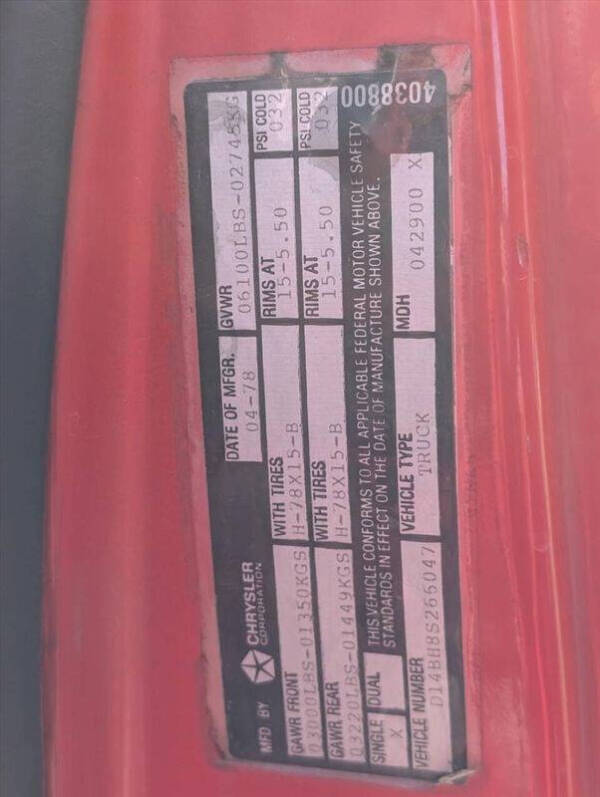 MFD BY CHRYSLER CORPORATION
DATE OF MFGR. GVWR
04-78 06100LBS-02745KG
GAWR FRONT WITH TIRES RIMS AT PSI COLD
03000LBS-01350KGS H-78X15-B 15-5.50 032
GAWR REAR WITH TIRES RIMS AT PSI COLD
03220LBS-01449KGS H-78X15-B 15-5.50 032
SINGLE DUAL THIS VEHICLE CONFORMS TO ALL APPLICABLE FEDERAL MOTOR VEHICLE SAFETY
X STANDARDS IN EFFECT ON THE DATE OF MANUFACTURE SHOWN ABOVE.
VEHICLE NUMBER VEHICLE TYPE MDH
D14BH8S266047 TRUCK 042900 X
4038800